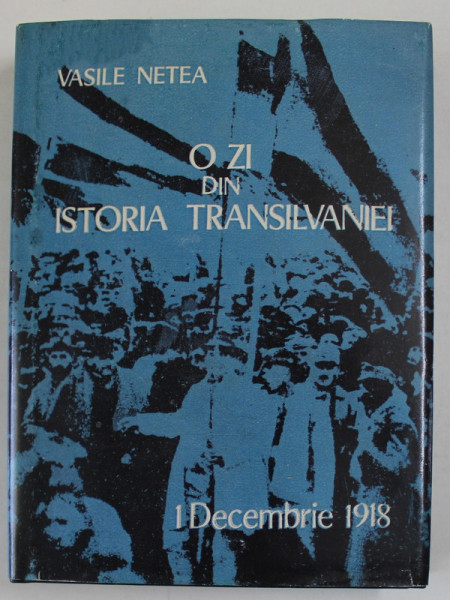 VASILE NETEA
O ZI
DIN
ISTORIA TRANSILVANIEI
1 Decembrie 1918